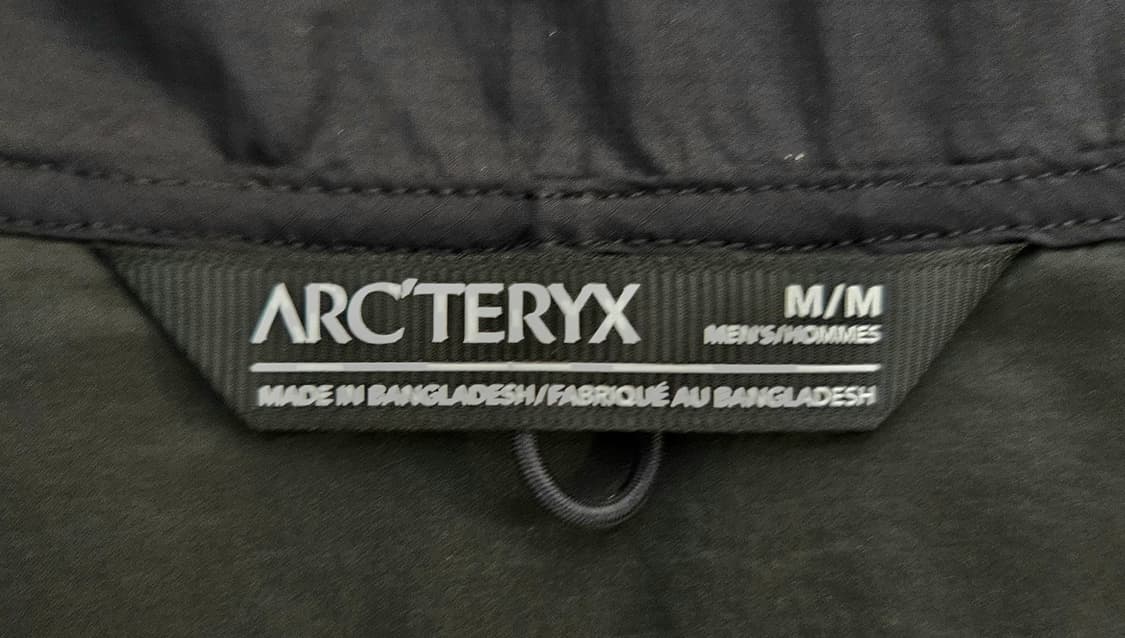 ARC'TERYX
M/M
MEN'S/HOMMES
MADE IN BANGLADESH/FABRIQUÉ AU BANGLADESH